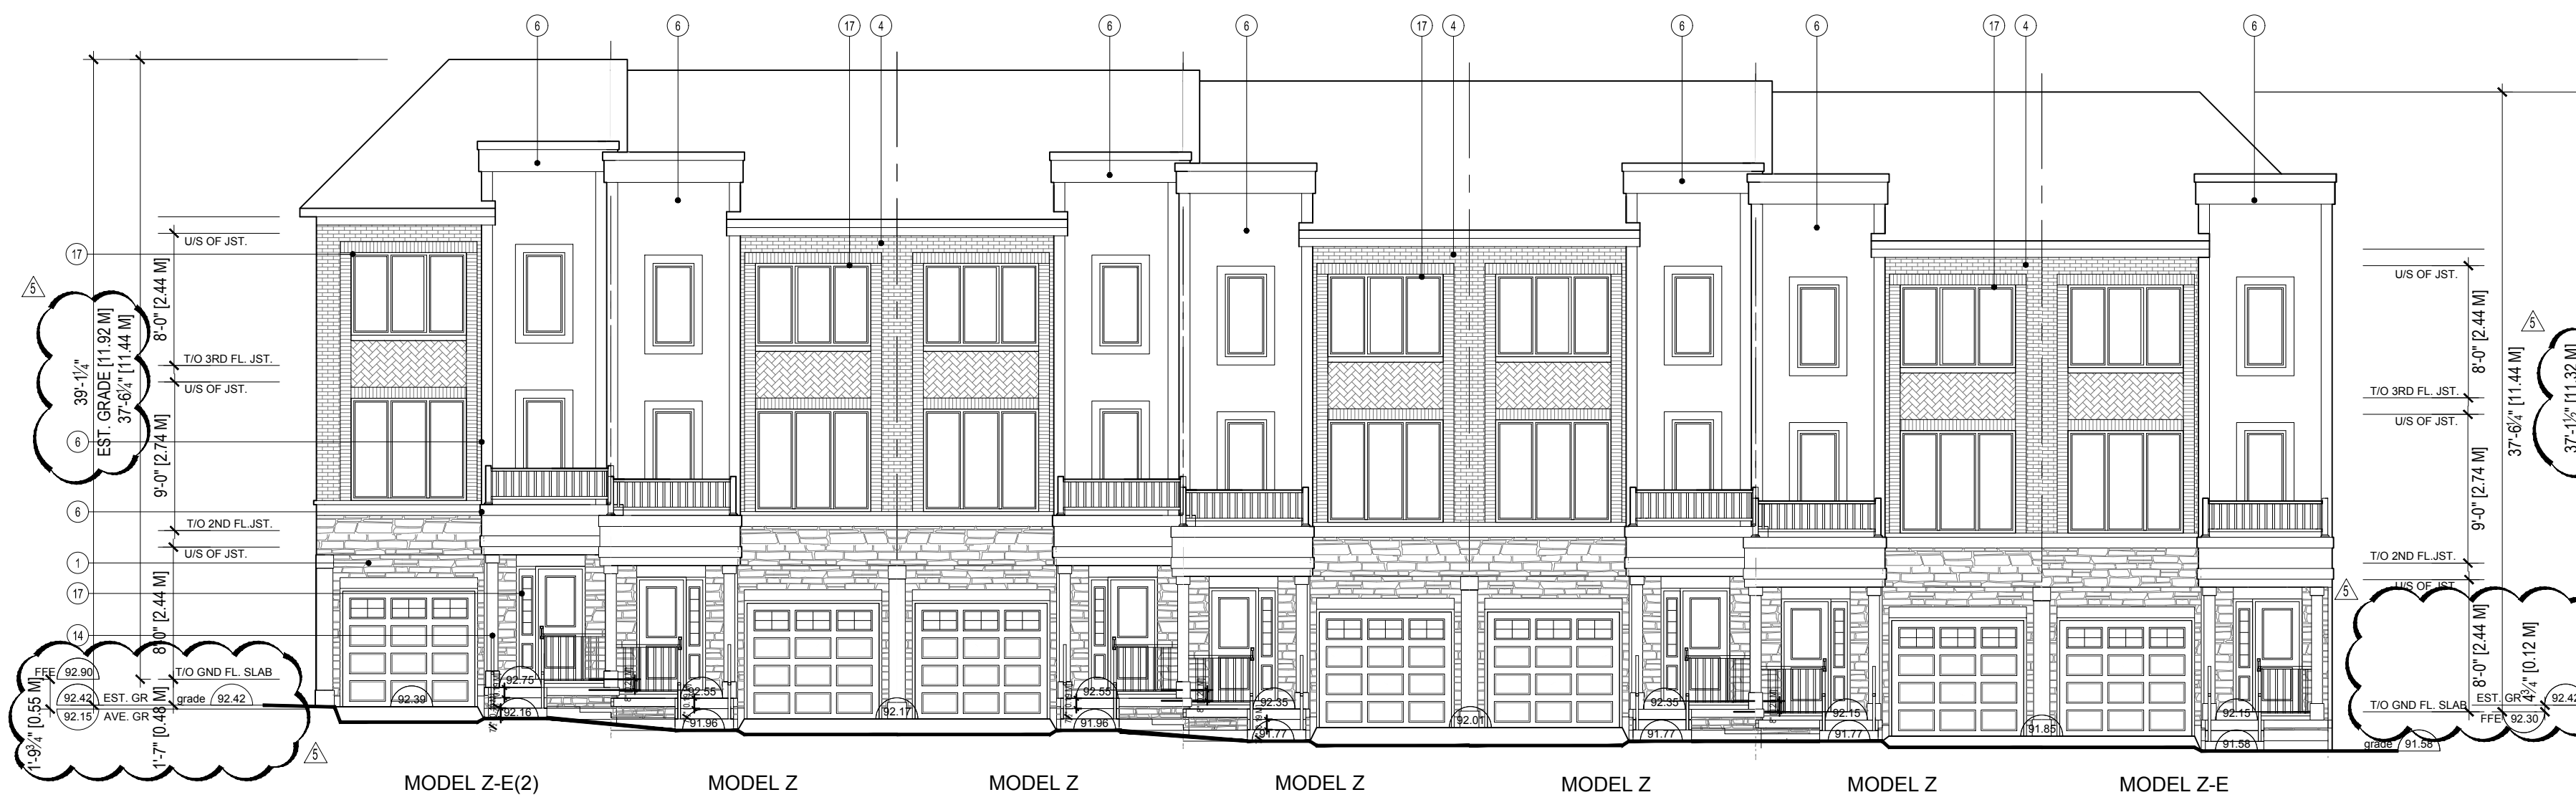 6
6
17
4
6
6
17
4
6
6
17
4
6
U/S OF JST.
17
8'-0" [2.44 M]
5
39'-1¼"
EST. GRADE [11.92 M]
37'-6¼" [11.44 M]
T/O 3RD FL. JST.
U/S OF JST.
6
9'-0" [2.74 M]
6
T/O 2ND FL.JST.
U/S OF JST.
1
17
8'-0" [2.44 M]
14
FFE 92.90
T/O GND FL. SLAB
92.42 EST. GR
grade 92.42
92.15 AVE. GR
1'-9¾" [0.55 M]
1'-7" [0.48 M]
5
92.39
92.75
92.16
92.55
91.96
92.17
92.55
91.96
92.35
91.77
92.01
92.35
91.77
92.15
91.77
91.85
92.15
91.58
U/S OF JST.
8'-0" [2.44 M]
5
37'-6¼" [11.44 M]
37'-1½" [11.32 M]
T/O 3RD FL. JST.
U/S OF JST.
9'-0" [2.74 M]
T/O 2ND FL.JST.
U/S OF JST.
5
8'-0" [2.44 M]
4¾" [0.12 M]
EST. GR 92.42
T/O GND FL. SLAB
FFE 92.30
grade 91.58
MODEL Z-E(2)
MODEL Z
MODEL Z
MODEL Z
MODEL Z
MODEL Z
MODEL Z-E